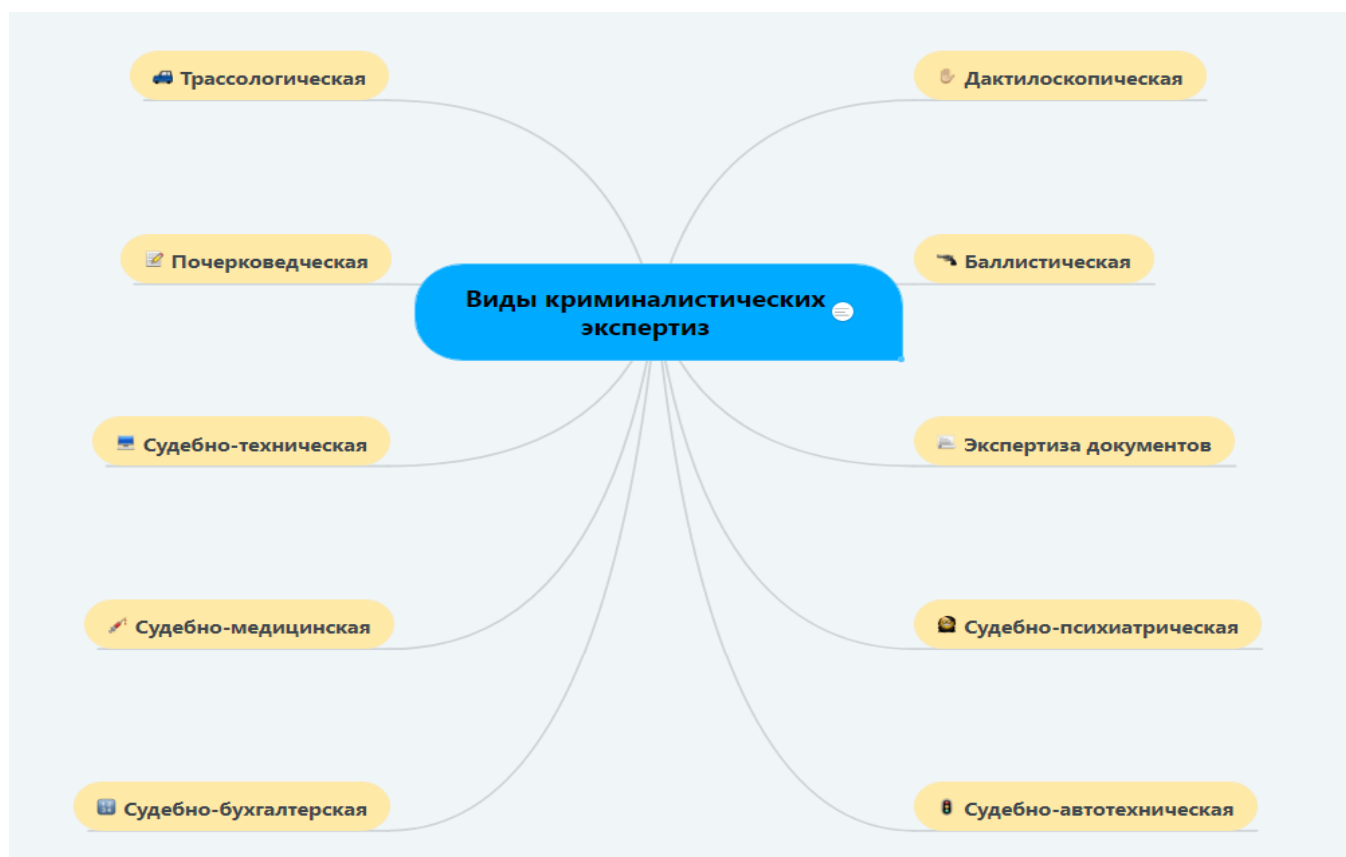 Трассологическая
Дактилоскопическая
Почерковедческая
Баллистическая
Виды криминалистических
экспертиз
Судебно-техническая
Экспертиза документов
Судебно-медицинская
Судебно-психиатрическая
Судебно-бухгалтерская
Судебно-автотехническая